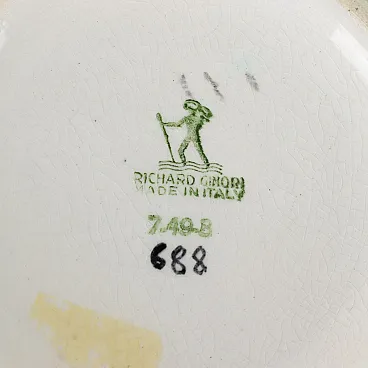 RICHARD GINORI
MADE IN ITALY
7-49-8
688